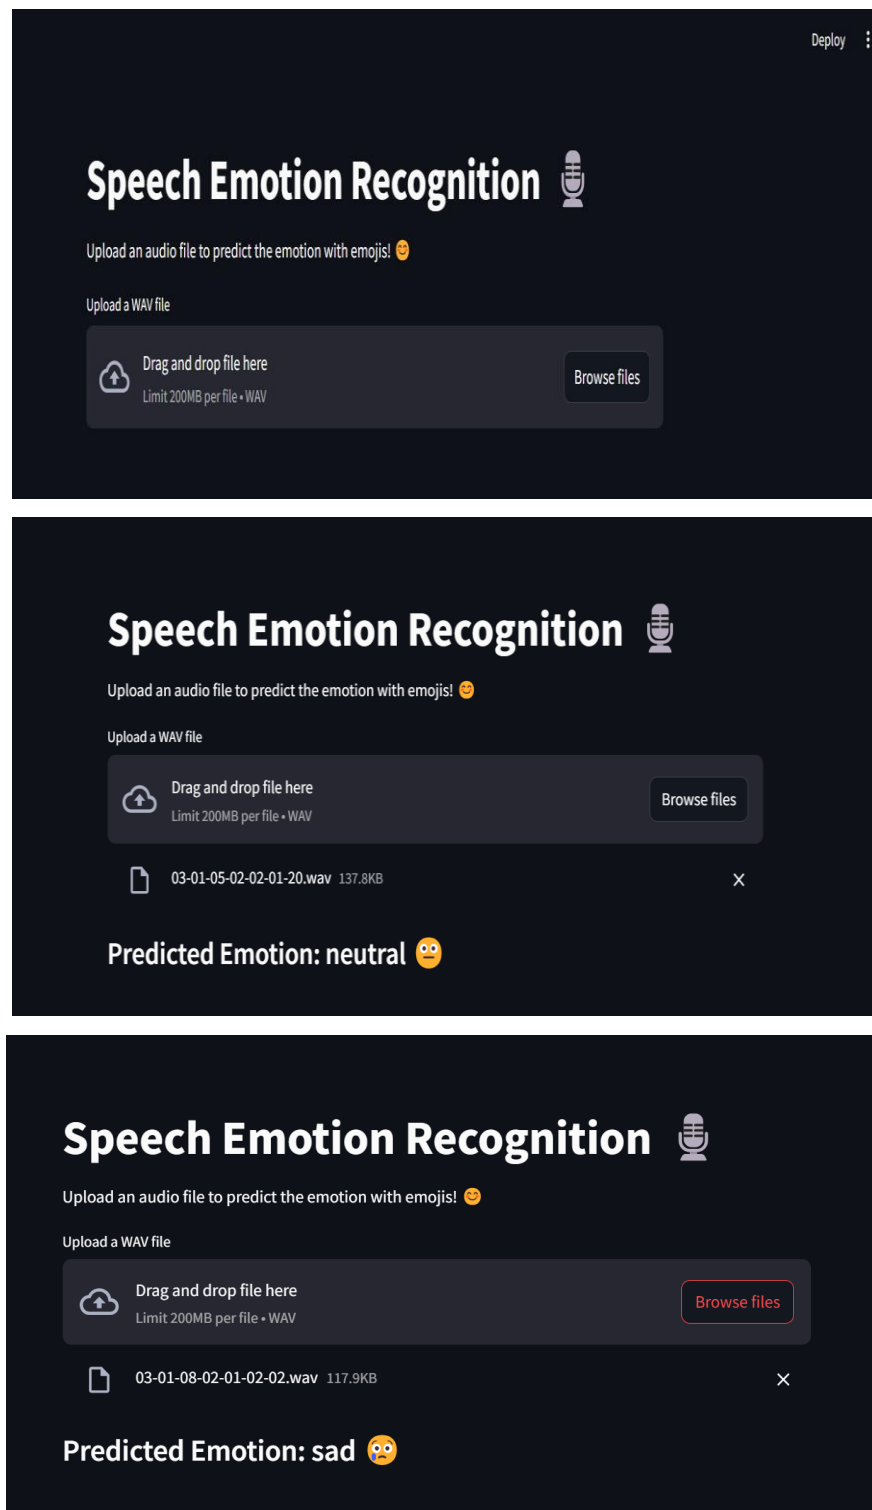 Deploy
Speech Emotion Recognition 🎙️
Upload an audio file to predict the emotion with emojis! 😊
Upload a WAV file
Drag and drop file here
Limit 200MB per file • WAV
Browse files
Speech Emotion Recognition 🎙️
Upload an audio file to predict the emotion with emojis! 😊
Upload a WAV file
Drag and drop file here
Limit 200MB per file • WAV
Browse files
03-01-05-02-02-01-20.wav 137.8KB
Predicted Emotion: neutral 😐
Speech Emotion Recognition 🎙️
Upload an audio file to predict the emotion with emojis! 😊
Upload a WAV file
Drag and drop file here
Limit 200MB per file • WAV
Browse files
03-01-08-02-01-02-02.wav 117.9KB
Predicted Emotion: sad 😢